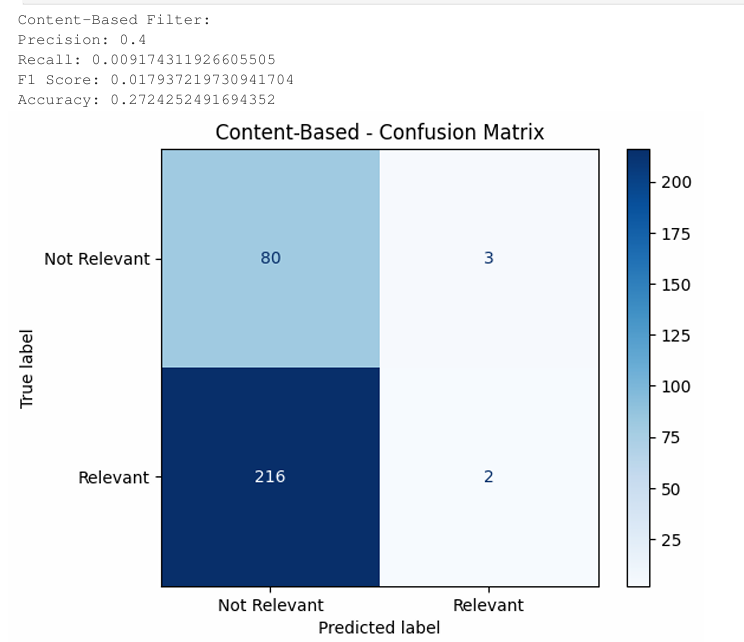 Content-Based Filter:
Precision: 0.4
Recall: 0.009174311926605505
F1 Score: 0.017937219730941704
Accuracy: 0.2724252491694352
Content-Based - Confusion Matrix
200
175
150
125
100
75
50
25
True label
Not Relevant
80
3
Relevant
216
2
Not Relevant
Relevant
Predicted label